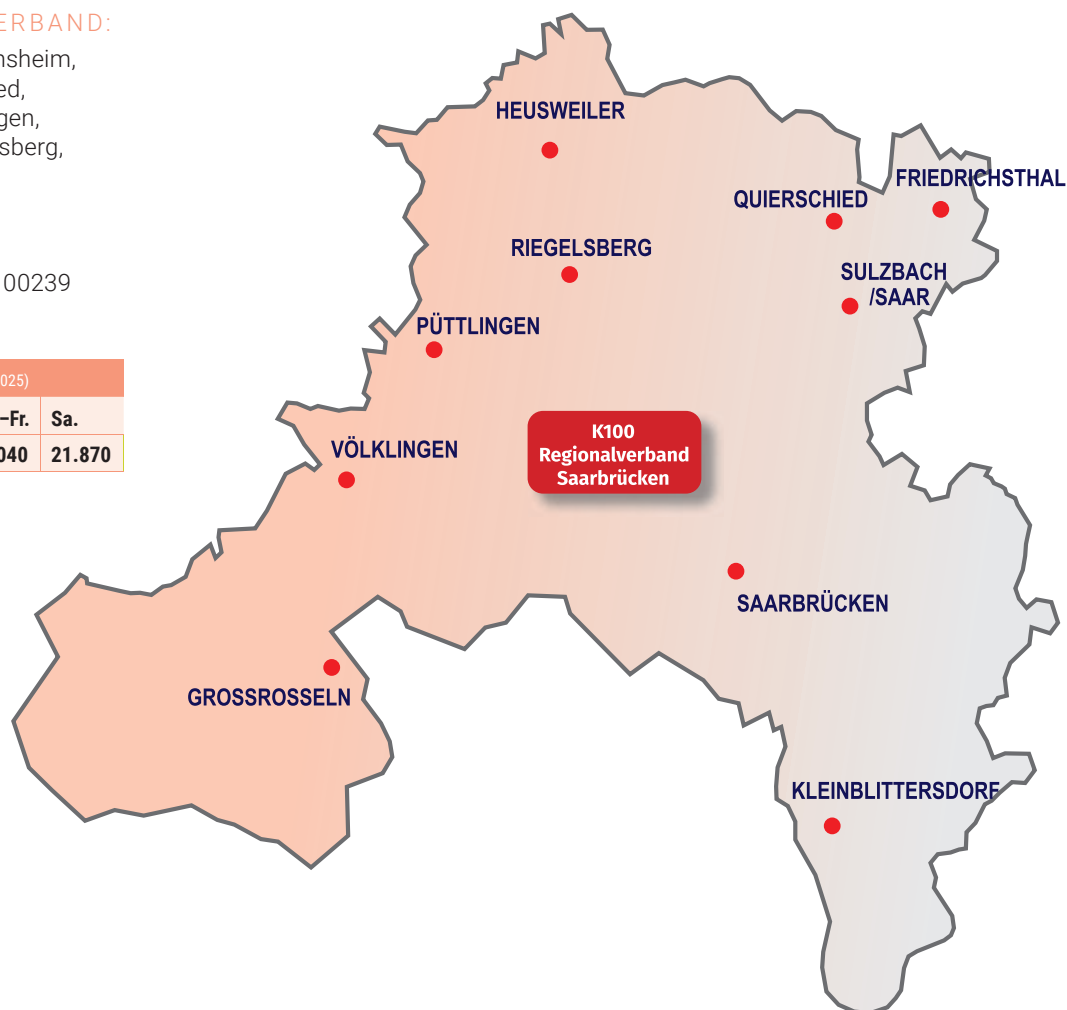 ERBAND:
nsheim,
ed,
gen,
sberg,
00239
025)
–Fr. Sa.
040 21.870
HEUSWEILER
FRIEDRICHSTHAL
QUIERSCHIED
RIEGELSBERG
SULZBACH
/SAAR
PÜTTLINGEN
K100
Regionalverband
Saarbrücken
VÖLKLINGEN
SAARBRÜCKEN
GROSSROSSELN
KLEINBLITTERSDORF